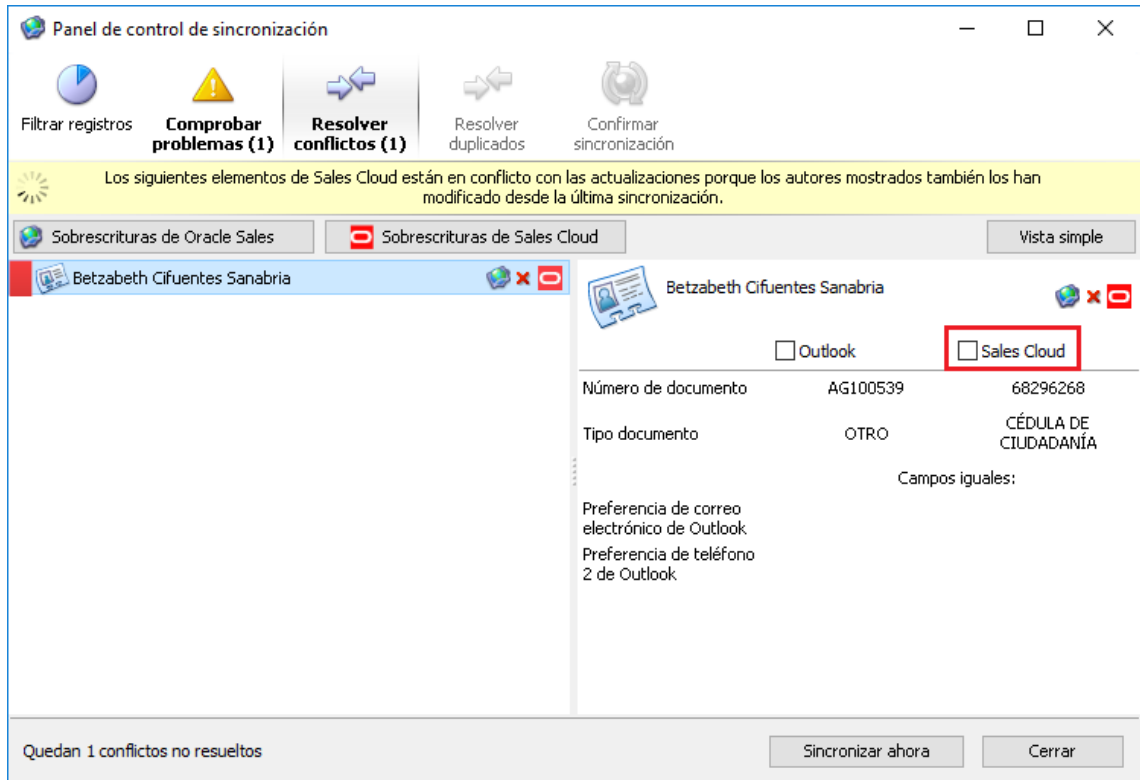 Panel de control de sincronización
Filtrar registros
Comprobar
problemas (1)
Resolver
conflictos (1)
Resolver
duplicados
Confirmar
sincronización
Los siguientes elementos de Sales Cloud están en conflicto con las actualizaciones porque los autores mostrados también los han
modificado desde la última sincronización.
Sobrescrituras de Oracle Sales
Sobrescrituras de Sales Cloud
Vista simple
Betzabeth Cifuentes Sanabria
Betzabeth Cifuentes Sanabria
Outlook
Sales Cloud
Número de documento AG100539 68296268
Tipo documento OTRO CÉDULA DE
CIUDADANÍA
Campos iguales:
Preferencia de correo
electrónico de Outlook
Preferencia de teléfono
2 de Outlook
Quedan 1 conflictos no resueltos
Sincronizar ahora
Cerrar